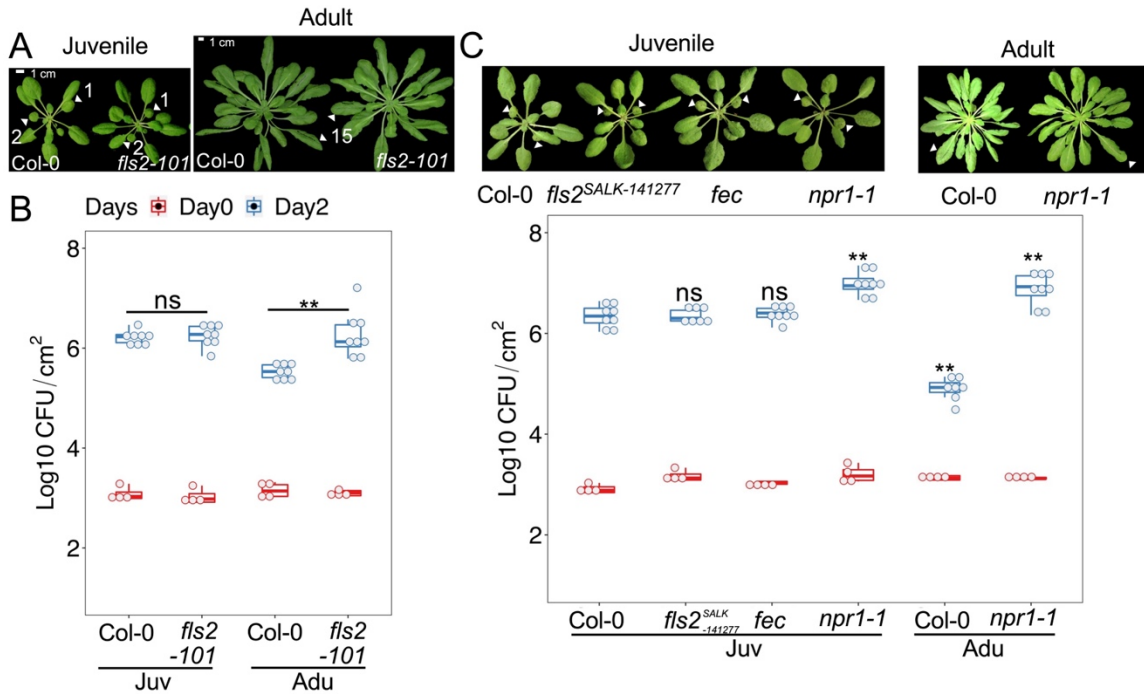 A
Juvenile
Adult
1 cm
1 cm
1
1
2
2
15
Col-0
fls2-101
Col-0
fls2-101
B
Days Day0 Day2
Log10 CFU/cm²
8
6
4
2
ns
**
Col-0
fls2
-101
Col-0
fls2
-101
Juv
Adu
C
Juvenile
Adult
Col-0 fls2SALK-141277 fec npr1-1
Col-0 npr1-1
Log10 CFU/cm²
8
6
4
2
ns
ns
**
**
**
Col-0
fls2SALK
-141277
fec
npr1-1
Col-0
npr1-1
Juv
Adu